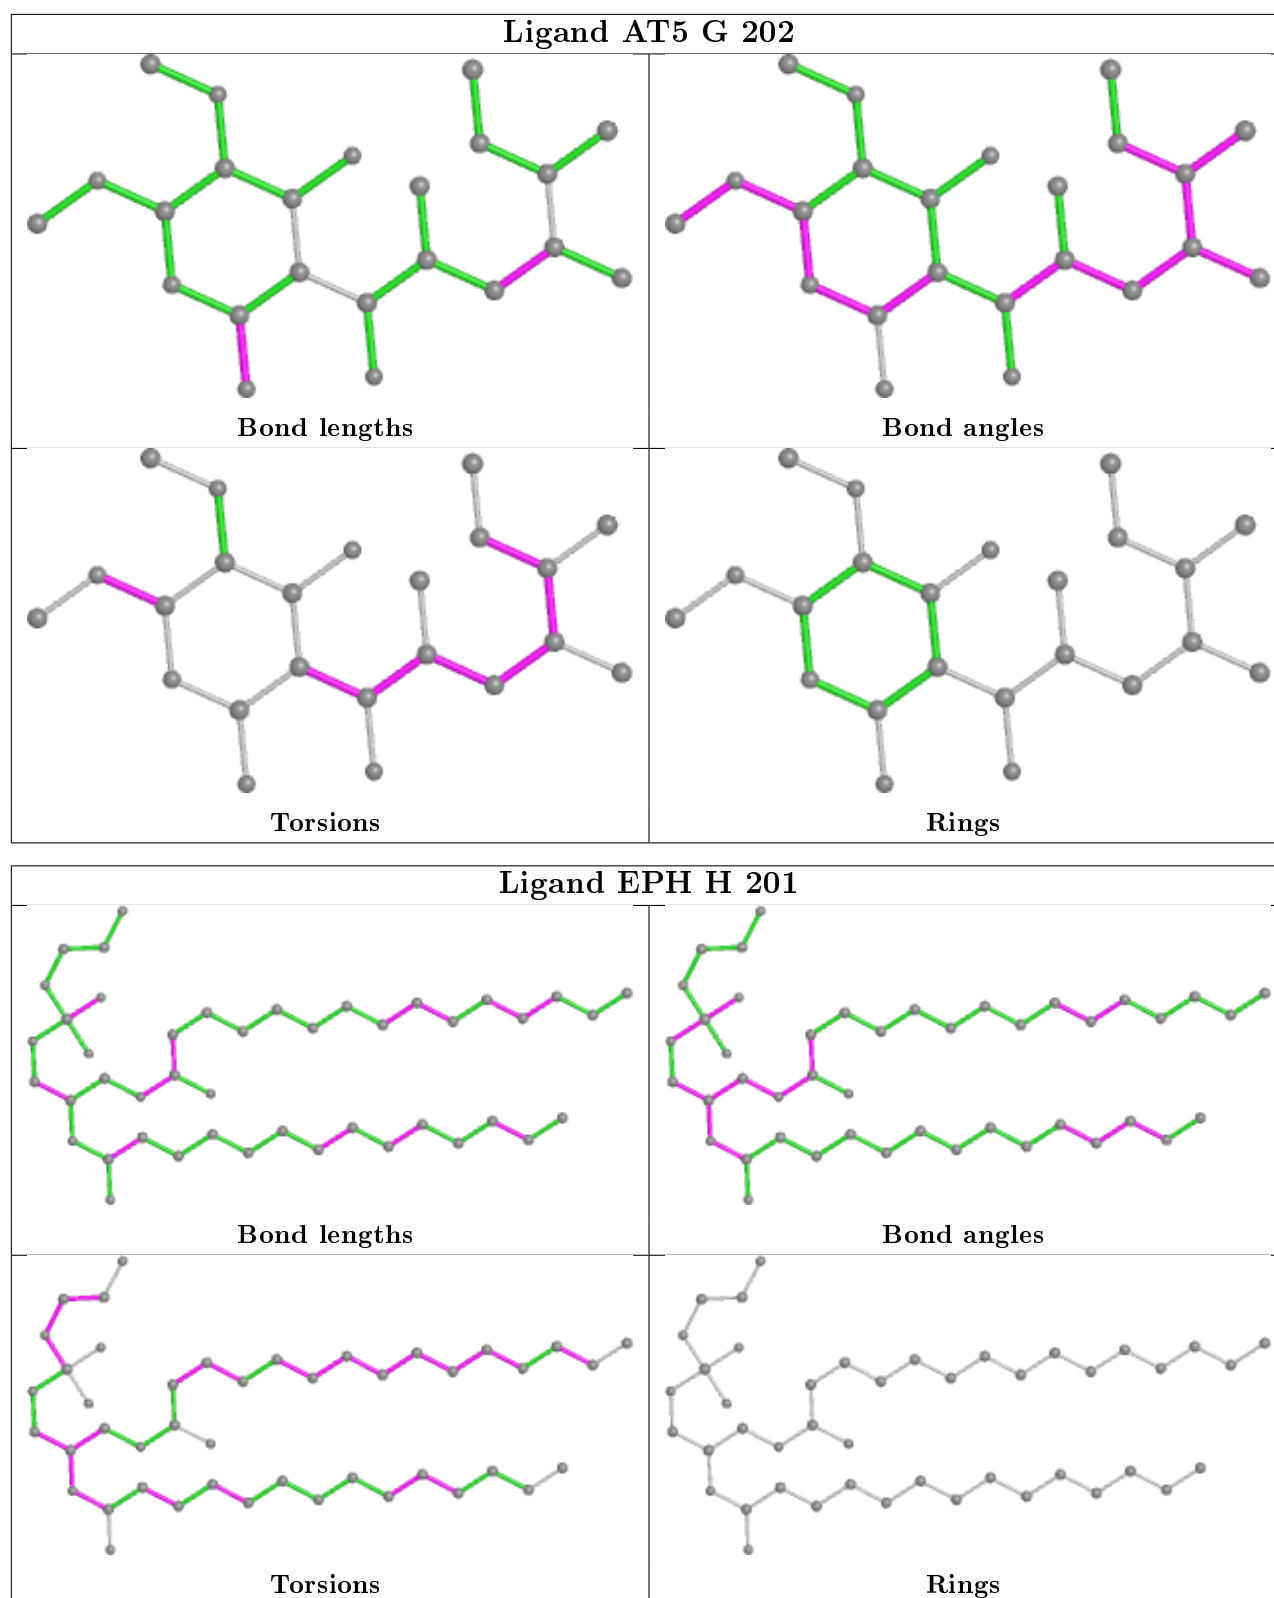 Ligand AT5 G 202
Bond lengths
Bond angles
Torsions
Rings
Ligand EPH H 201
Bond lengths
Bond angles
Torsions
Rings